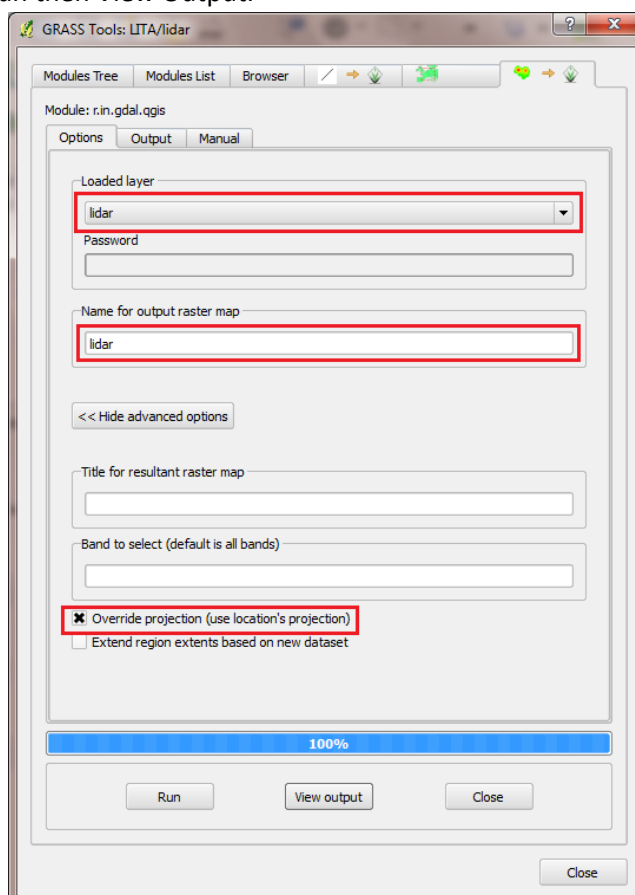 then View Output.
GRASS Tools: LITA/lidar
Modules Tree Modules List Browser
Module: r.in.gdal.qgis
Options Output Manual
Loaded layer
lidar
Password
Name for output raster map
lidar
<< Hide advanced options
Title for resultant raster map
Band to select (default is all bands)
Override projection (use location's projection)
Extend region extents based on new dataset
100%
Run View output Close
Close